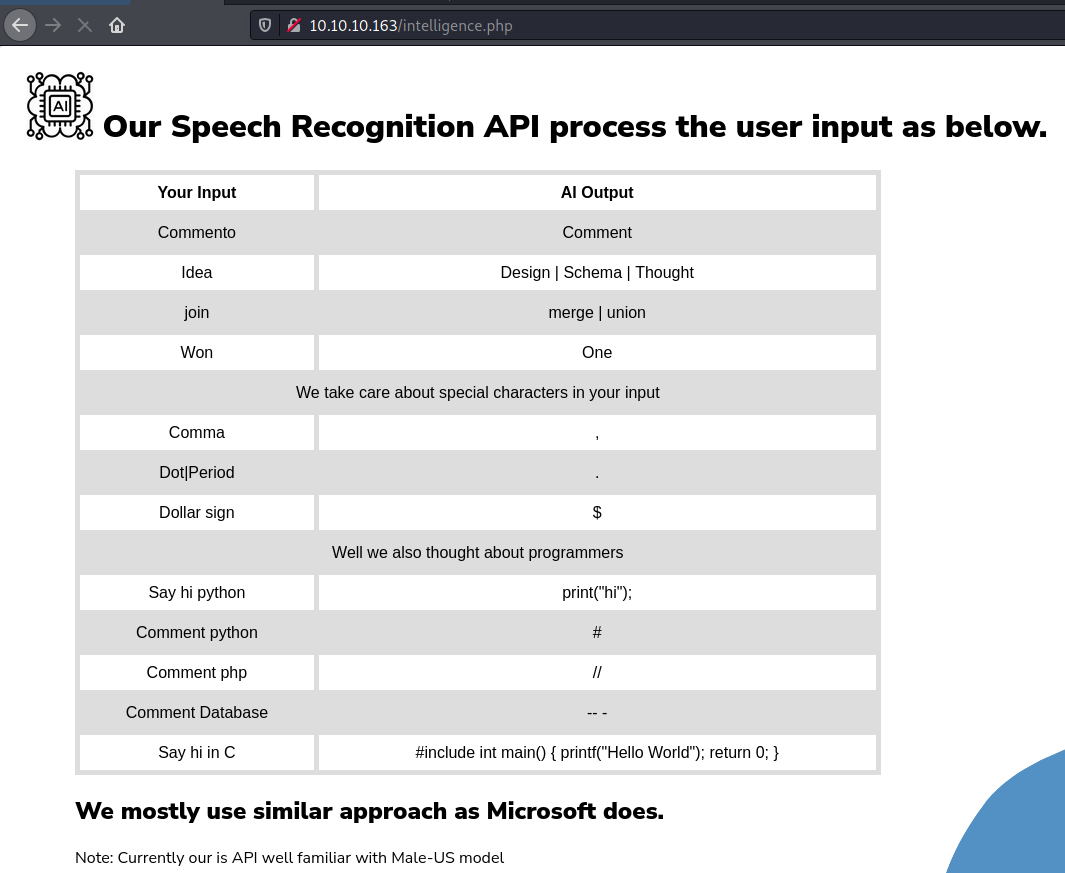 10.10.10.163/intelligence.php
AI
Our Speech Recognition API process the user input as below.
Your Input AI Output
Commento Comment
Idea Design | Schema | Thought
join merge | union
Won One
We take care about special characters in your input
Comma ,
Dot|Period .
Dollar sign $
Well we also thought about programmers
Say hi python print("hi");
Comment python #
Comment php //
Comment Database -- -
Say hi in C #include int main() { printf("Hello World"); return 0; }
We mostly use similar approach as Microsoft does.
Note: Currently our is API well familiar with Male-US model